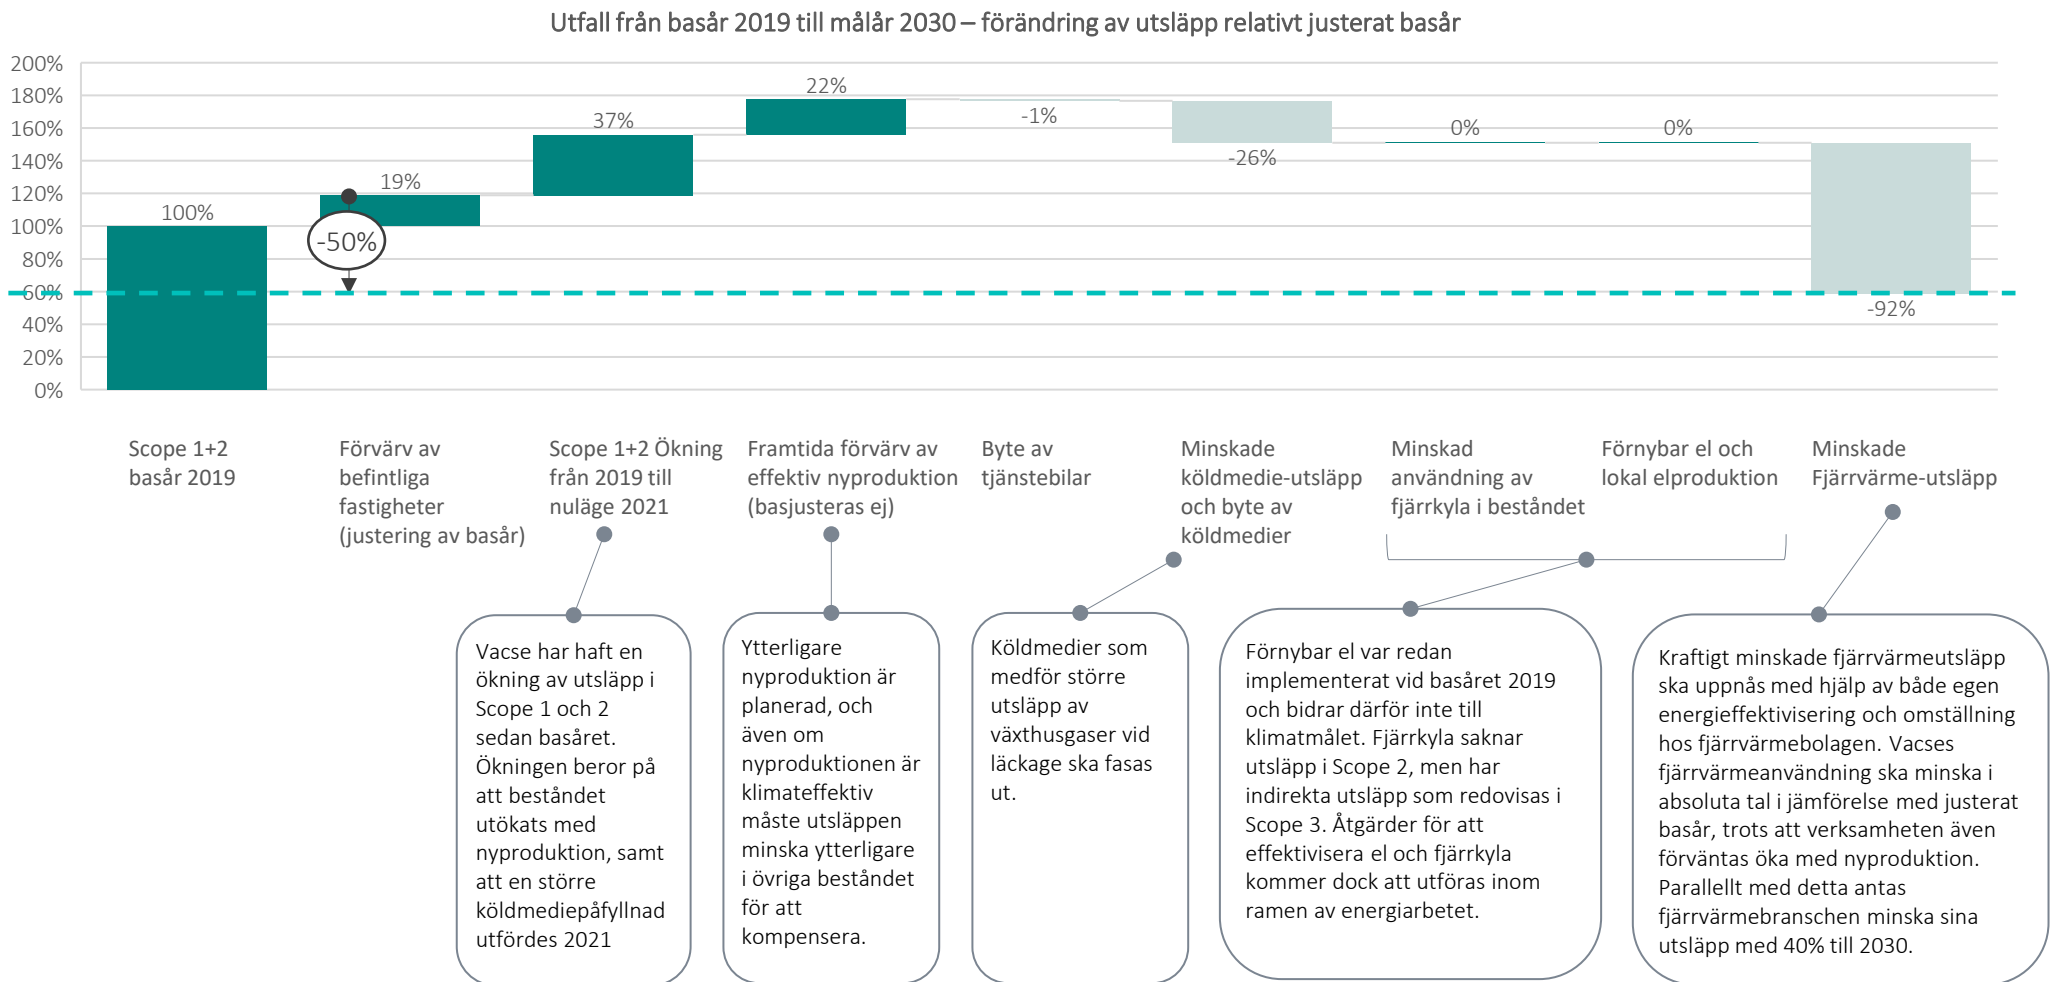 Utfall från basår 2019 till målår 2030 – förändring av utsläpp relativt justerat basår
200%
180%
160%
140%
120%
100%
80%
60%
40%
20%
0%
100%
19%
-50%
37%
22%
-1%
-26%
0%
0%
-92%
Scope 1+2
basår 2019
Förvärv av
befintliga
fastigheter
(justering av basår)
Scope 1+2 Ökning
från 2019 till
nuläge 2021
Framtida förvärv av
effektiv nyproduktion
(basjusteras ej)
Byte av
tjänstebilar
Minskade
köldmedie-utsläpp
och byte av
köldmedier
Minskad
användning av
fjärrkyla i beståndet
Förnybar el och
lokal elproduktion
Minskade
Fjärrvärme-utsläpp
Vacse har haft en
ökning av utsläpp i
Scope 1 och 2
sedan basåret.
Ökningen beror på
att beståndet
utökats med
nyproduktion, samt
att en större
köldmediepåfyllnad
utfördes 2021
Ytterligare
nyproduktion är
planerad, och
även om
nyproduktionen är
klimateffektiv
måste utsläppen
minska ytterligare
i övriga beståndet
för att
kompensera.
Köldmedier som
medför större
utsläpp av
växthusgaser vid
läckage ska fasas
ut.
Förnybar el var redan
implementerat vid basåret 2019
och bidrar därför inte till
klimatmålet. Fjärrkyla saknar
utsläpp i Scope 2, men har
indirekta utsläpp som redovisas i
Scope 3. Åtgärder för att
effektivisera el och fjärrkyla
kommer dock att utföras inom
ramen av energiarbetet.
Kraftigt minskade fjärrvärmeutsläpp
ska uppnås med hjälp av både egen
energieffektivisering och omställning
hos fjärrvärmebolagen. Vacses
fjärrvärmeanvändning ska minska i
absoluta tal i jämförelse med justerat
basår, trots att verksamheten även
förväntas öka med nyproduktion.
Parallellt med detta antas
fjärrvärmebranschen minska sina
utsläpp med 40% till 2030.